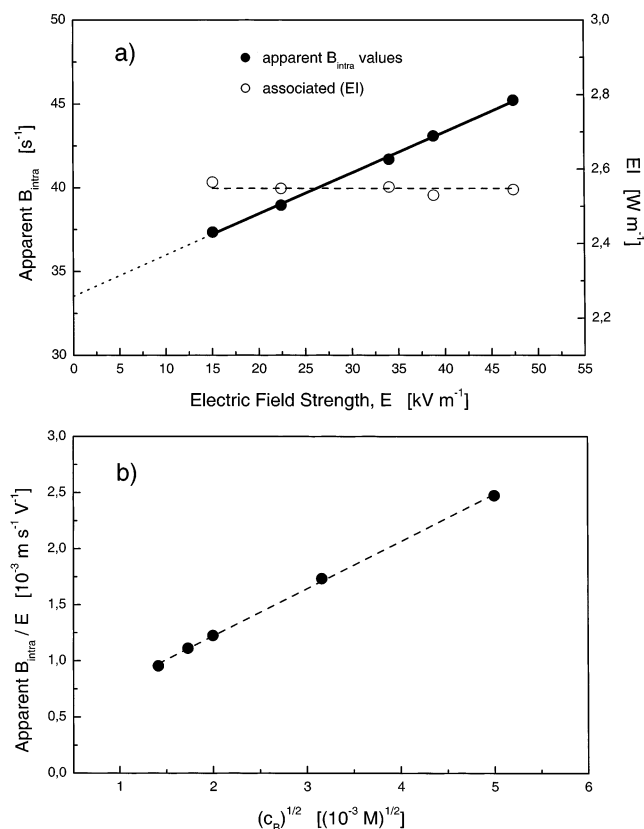 a)
apparent B_intra values
associated (EI)
50
45
40
35
30
Apparent B_intra [s⁻¹]
3,0
2,8
2,6
2,4
2,2
EI [W m⁻¹]
0 5 10 15 20 25 30 35 40 45 50 55
Electric Field Strength, E [kV m⁻¹]
b)
3,0
2,5
2,0
1,5
1,0
0,5
0,0
Apparent B_intra / E [10⁻³ m s⁻¹ V⁻¹]
1 2 3 4 5 6
(c_B)^1/2 [(10⁻³ M)^1/2]